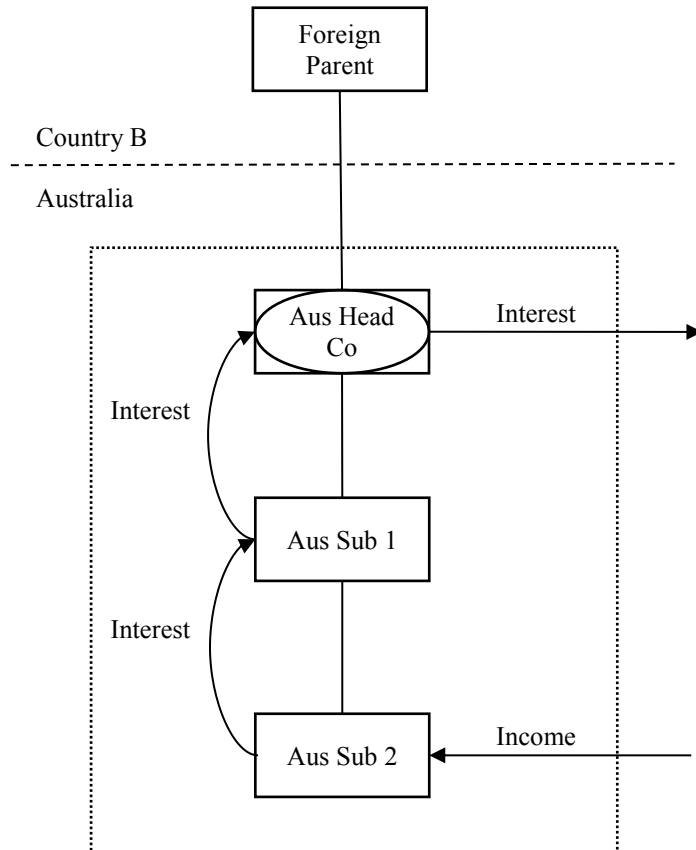 Foreign
Parent
Country B
Australia
Aus Head
Co
Interest
Interest
Aus Sub 1
Interest
Aus Sub 2
Income